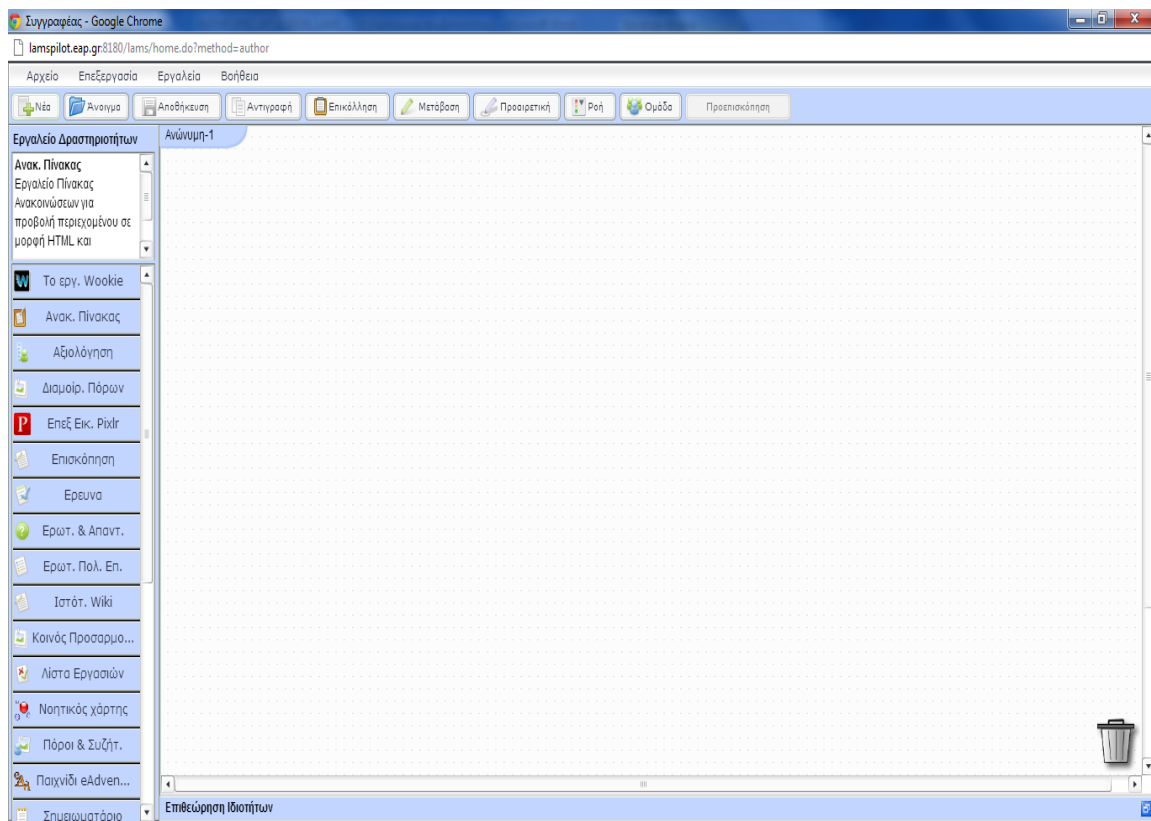 Συγγραφέας - Google Chrome
lamspilot.eap.gr:8180/lams/home.do?method=author
Αρχείο Επεξεργασία Εργαλεία Βοήθεια
Νέα Άνοιγμα Αποθήκευση Αντιγραφή Επικόλληση Μετάβαση Προαιρετική Ροή Ομάδα Προεπισκόπηση
Εργαλείο Δραστηριοτήτων
Ανώνυμη-1
Ανακ. Πίνακας
Εργαλείο Πίνακας
Ανακοινώσεων για
προβολή περιεχομένου σε
μορφή HTML και
Το εργ. Wookie
Ανακ. Πίνακας
Αξιολόγηση
Διαμοίρ. Πόρων
Επεξ Εικ. Pixlr
Επισκόπηση
Ερευνα
Ερωτ. & Απαντ.
Ερωτ. Πολ. Επ.
Ιστότ. Wiki
Κοινός Προσαρμο...
Λίστα Εργασιών
Νοητικός χάρτης
Πόροι & Συζήτ.
Παιχνίδι eAdven...
Σημειωματάριο
Επιθεώρηση Ιδιοτήτων